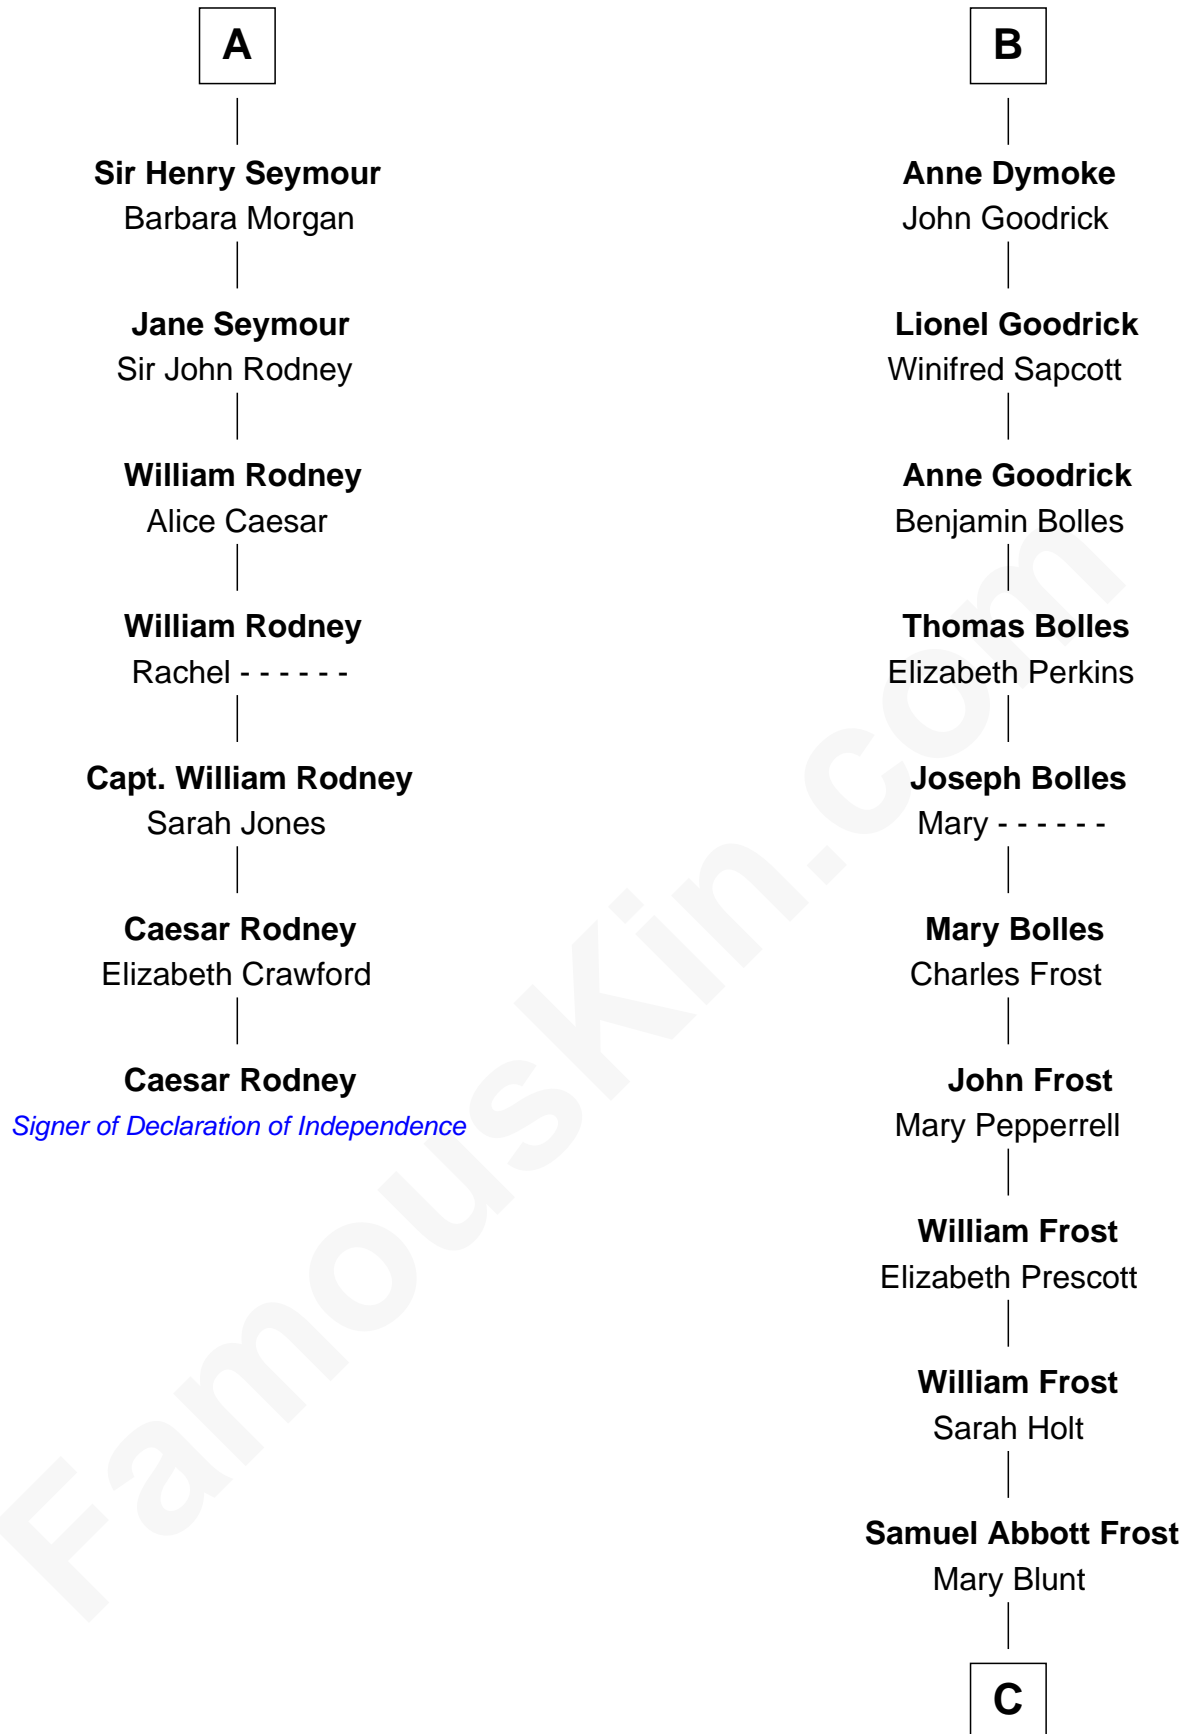 A
Sir Henry Seymour
Barbara Morgan
Jane Seymour
Sir John Rodney
William Rodney
Alice Caesar
William Rodney
Rachel - - - - - -
Capt. William Rodney
Sarah Jones
Caesar Rodney
Elizabeth Crawford
Caesar Rodney
Signer of Declaration of Independence
B
Anne Dymoke
John Goodrick
Lionel Goodrick
Winifred Sapcott
Anne Goodrick
Benjamin Bolles
Thomas Bolles
Elizabeth Perkins
Joseph Bolles
Mary - - - - - -
Mary Bolles
Charles Frost
John Frost
Mary Pepperrell
William Frost
Elizabeth Prescott
William Frost
Sarah Holt
Samuel Abbott Frost
Mary Blunt
C
FamousKin.com